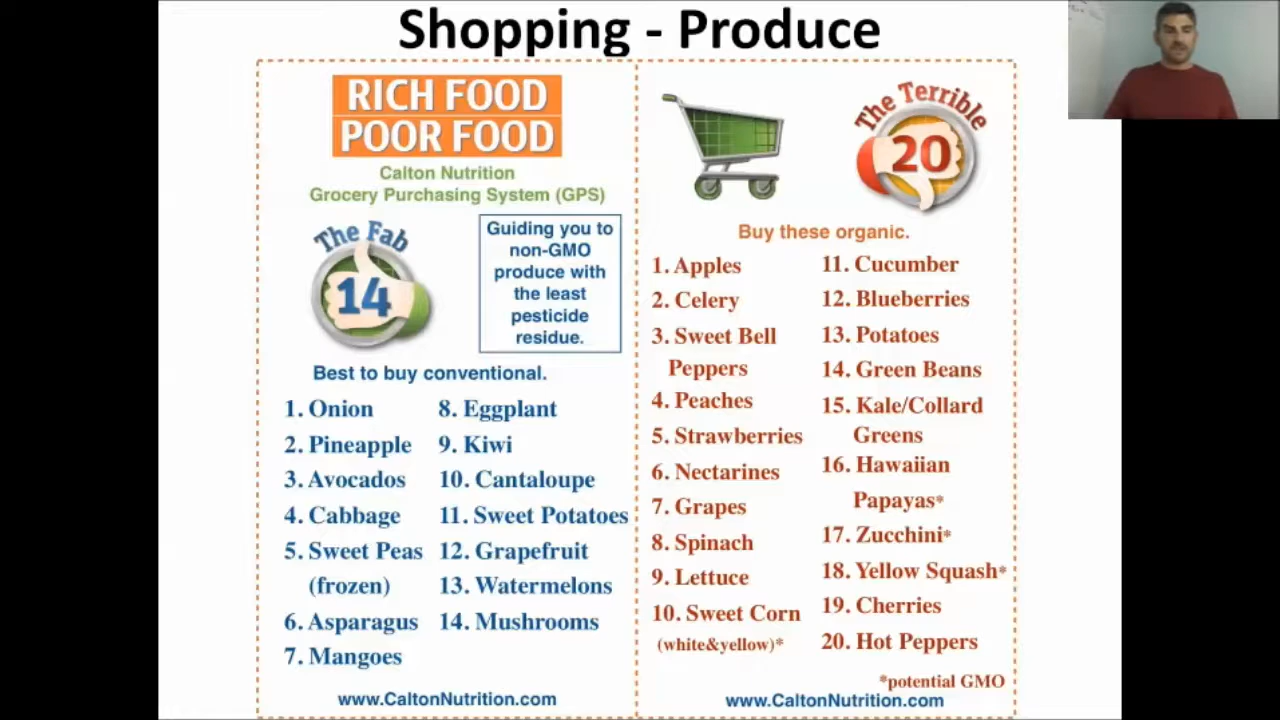 Shopping - Produce
RICH FOOD
POOR FOOD
Calton Nutrition
Grocery Purchasing System (GPS)
The Fab
14
Guiding you to
non-GMO
produce with
the least
pesticide
residue.
Best to buy conventional.
1. Onion
2. Pineapple
3. Avocados
4. Cabbage
5. Sweet Peas
(frozen)
6. Asparagus
7. Mangoes
8. Eggplant
9. Kiwi
10. Cantaloupe
11. Sweet Potatoes
12. Grapefruit
13. Watermelons
14. Mushrooms
www.CaltonNutrition.com
The Terrible
20
Buy these organic.
1. Apples
2. Celery
3. Sweet Bell
Peppers
4. Peaches
5. Strawberries
6. Nectarines
7. Grapes
8. Spinach
9. Lettuce
10. Sweet Corn
(white&yellow)*
11. Cucumber
12. Blueberries
13. Potatoes
14. Green Beans
15. Kale/Collard
Greens
16. Hawaiian
Papayas*
17. Zucchini*
18. Yellow Squash*
19. Cherries
20. Hot Peppers
*potential GMO
www.CaltonNutrition.com